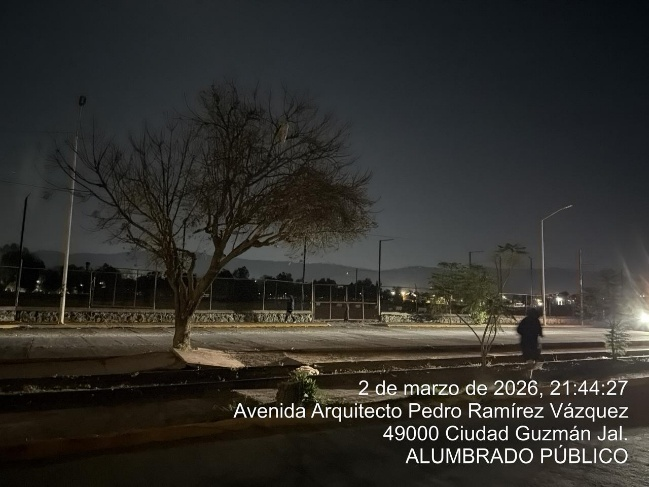 2 de marzo de 2026, 21:44:27
Avenida Arquitecto Pedro Ramírez Vázquez
49000 Ciudad Guzmán Jal.
ALUMBRADO PÚBLICO